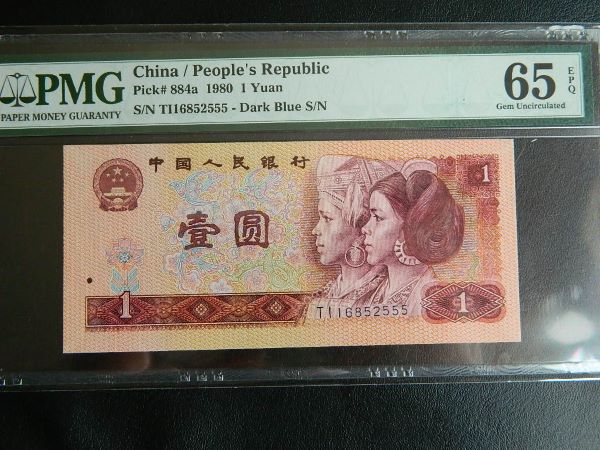 PMG
PAPER MONEY GUARANTY
China / People's Republic
Pick# 884a 1980 1 Yuan
S/N TI16852555 - Dark Blue S/N
65 EPQ
Gem Uncirculated
中国人民银行
1
壹圆
1
TI16852555
1